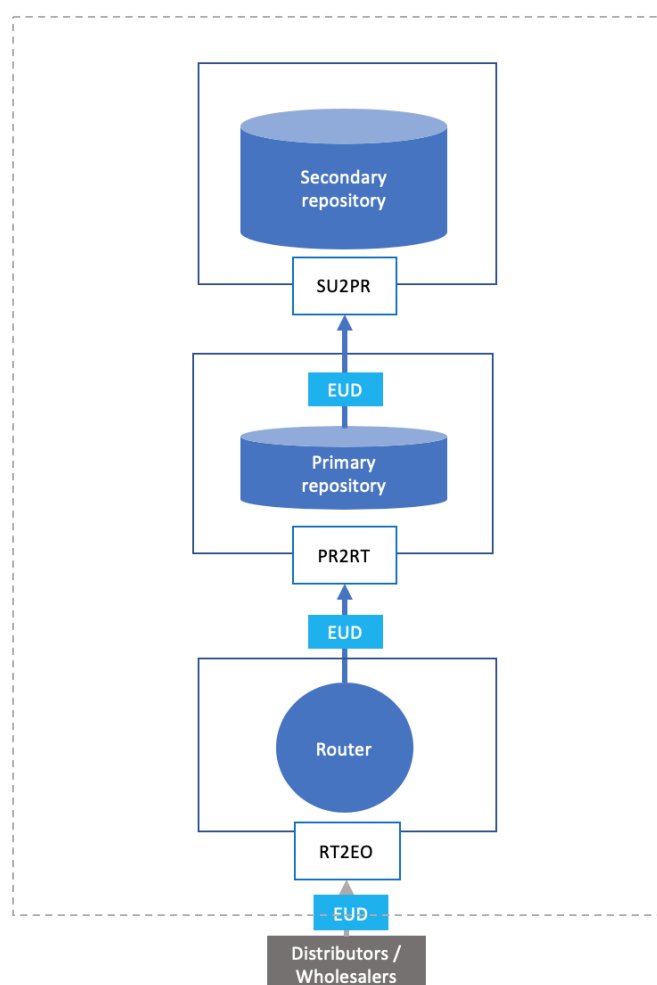 Secondary
repository
SU2PR
EUD
Primary
repository
PR2RT
EUD
Router
RT2EO
EUD
Distributors /
Wholesalers